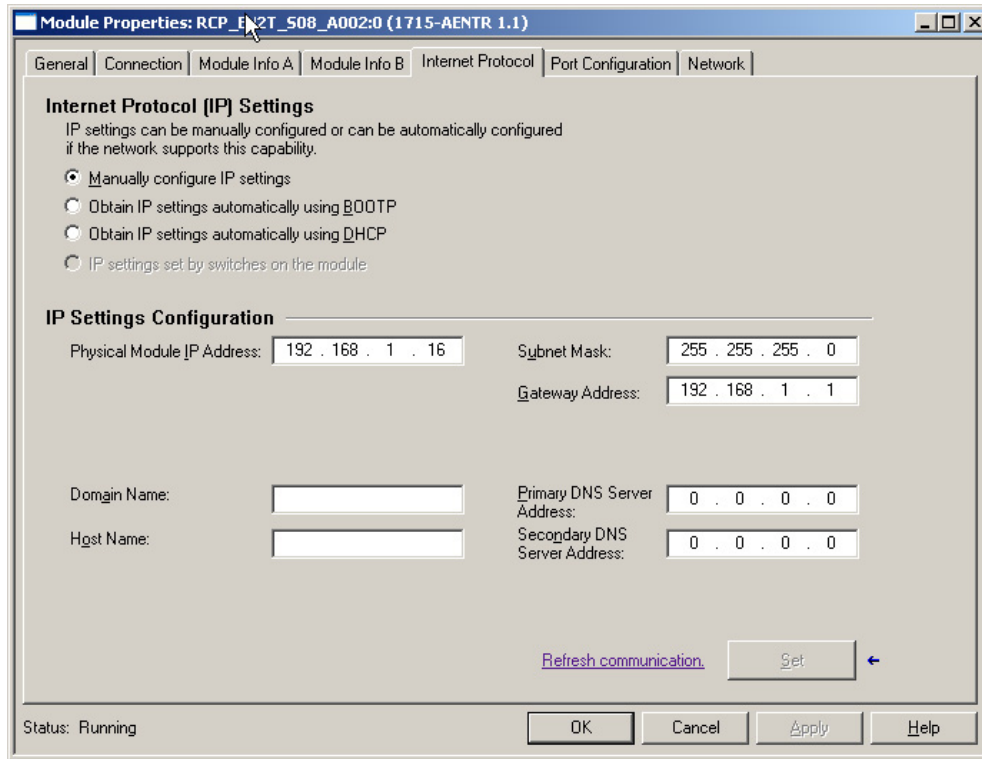 Module Properties: RCP_EN2T_S08_A002:0 (1715-AENTR 1.1)
General Connection Module Info A Module Info B Internet Protocol Port Configuration Network
Internet Protocol (IP) Settings
IP settings can be manually configured or can be automatically configured
if the network supports this capability.
Manually configure IP settings
Obtain IP settings automatically using BOOTP
Obtain IP settings automatically using DHCP
IP settings set by switches on the module
IP Settings Configuration
Physical Module IP Address: 192 . 168 . 1 . 16
Subnet Mask: 255 . 255 . 255 . 0
Gateway Address: 192 . 168 . 1 . 1
Domain Name:
Host Name:
Primary DNS Server
Address: 0 . 0 . 0 . 0
Secondary DNS
Server Address: 0 . 0 . 0 . 0
Refresh communication. Set
Status: Running OK Cancel Apply Help